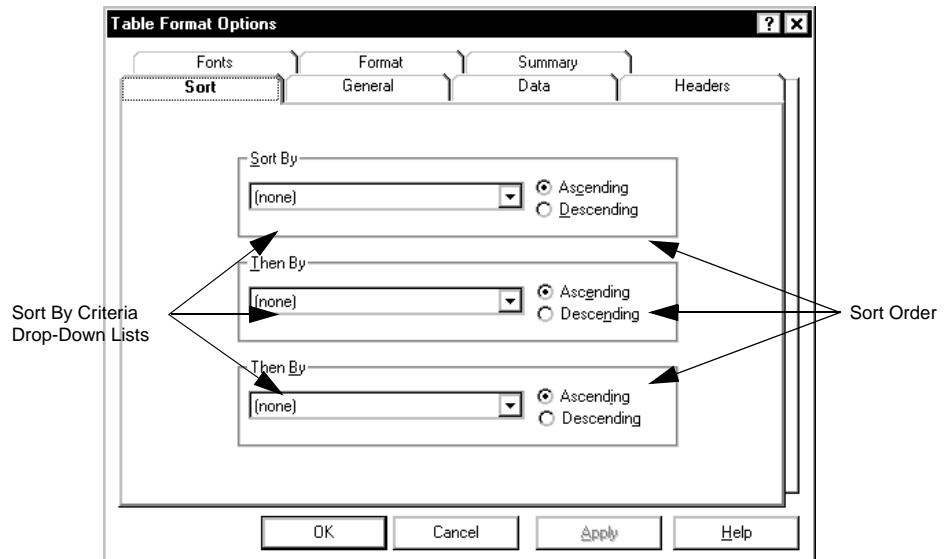 Table Format Options
Fonts Format Summary
Sort General Data Headers
Sort By
(none)
Ascending
Descending
Then By
(none)
Ascending
Descending
Then By
(none)
Ascending
Descending
Sort By Criteria
Drop-Down Lists
Sort Order
OK Cancel Apply Help